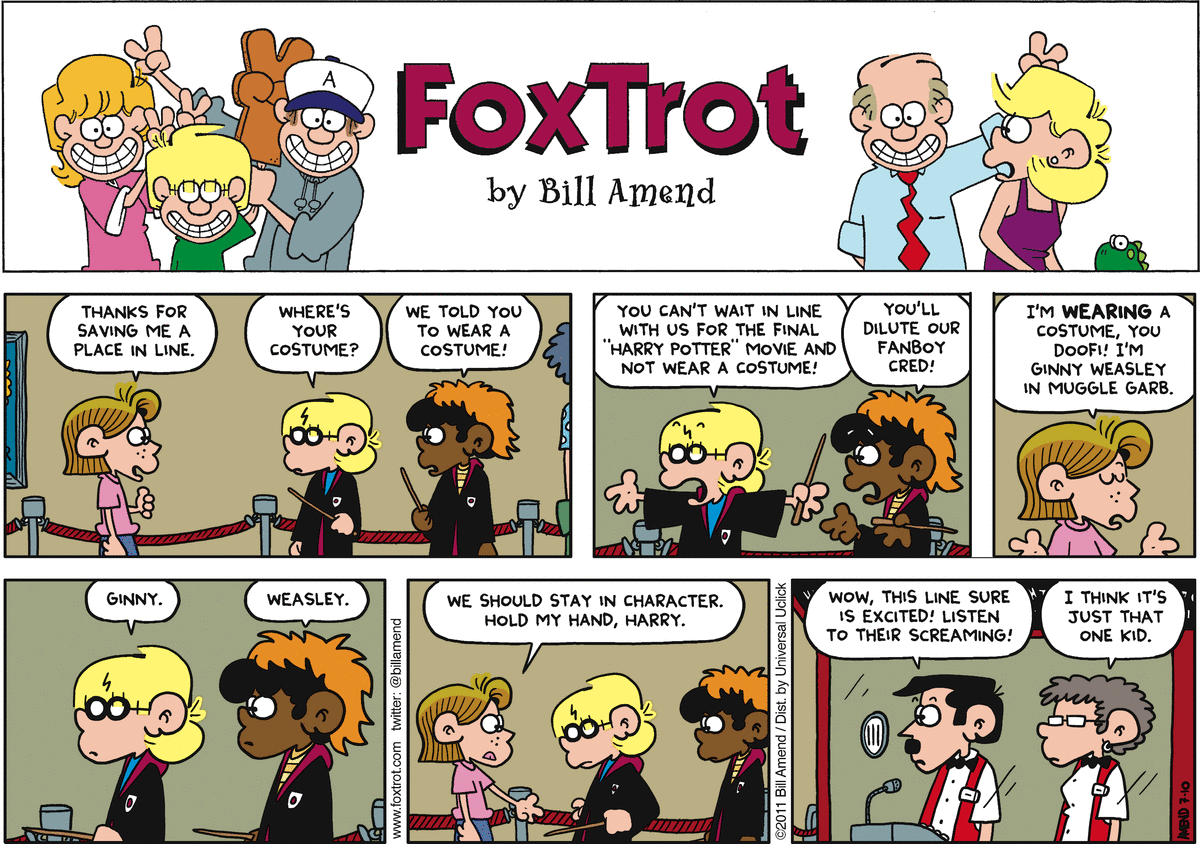 A
FOXTROT
by Bill Amend
THANKS FOR
SAVING ME A
PLACE IN LINE.
WHERE'S
YOUR
COSTUME?
WE TOLD YOU
TO WEAR A
COSTUME!
YOU CAN'T WAIT IN LINE
WITH US FOR THE FINAL
"HARRY POTTER" MOVIE AND
NOT WEAR A COSTUME!
YOU'LL
DILUTE OUR
FANBOY
CRED!
I'M WEARING A
COSTUME, YOU
DOOF! I'M
GINNY WEASLEY
IN MUGGLE GARB.
GINNY.
WEASLEY.
www.foxtrot.com twitter: @billamend
WE SHOULD STAY IN CHARACTER.
HOLD MY HAND, HARRY.
©2011 Bill Amend / Dist. by Universal Uclick
WOW, THIS LINE SURE
IS EXCITED! LISTEN
TO THEIR SCREAMING!
I THINK IT'S
JUST THAT
ONE KID.
AMEND 7-10